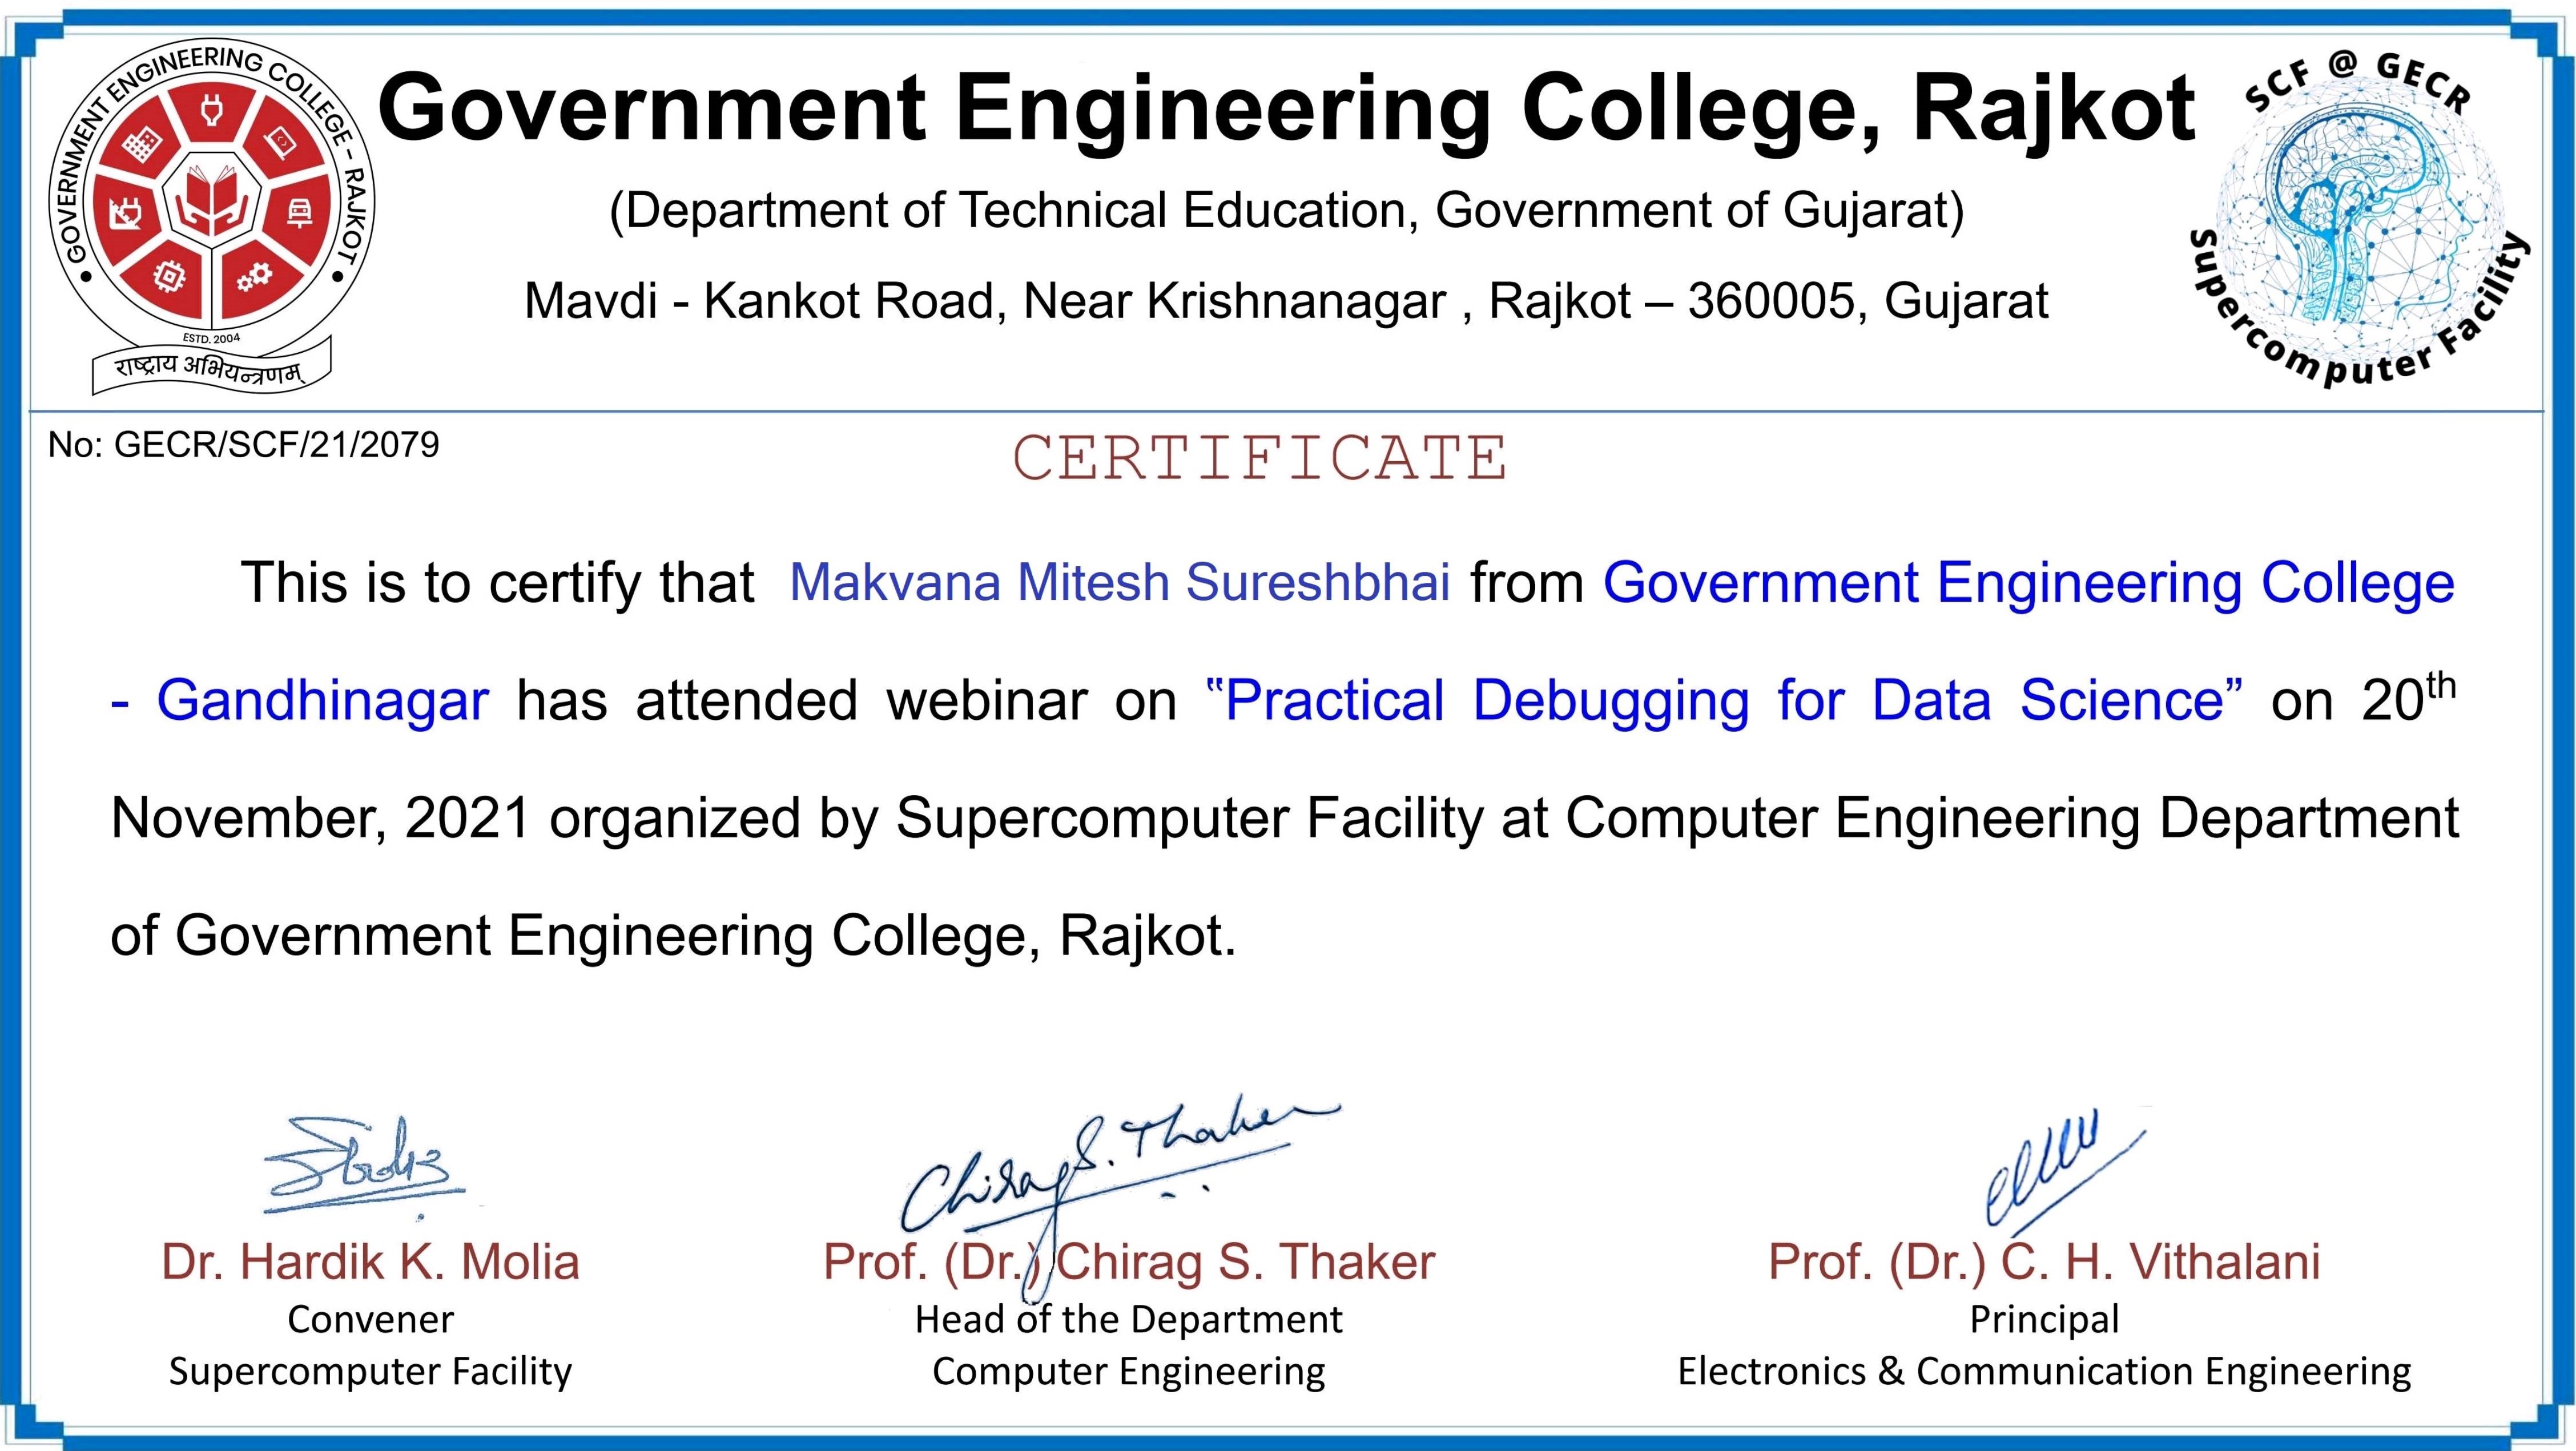 GOVERNMENT ENGINEERING COLLEGE – RAJKOT
ESTD. 2004
राष्ट्राय अभियन्त्रणम्
Government Engineering College, Rajkot
(Department of Technical Education, Government of Gujarat)
Mavdi - Kankot Road, Near Krishnanagar , Rajkot – 360005, Gujarat
SCF @ GECR
Supercomputer Facility
No: GECR/SCF/21/2079
CERTIFICATE
This is to certify that Makvana Mitesh Sureshbhai from Government Engineering College
- Gandhinagar has attended webinar on “Practical Debugging for Data Science” on 20th
November, 2021 organized by Supercomputer Facility at Computer Engineering Department
of Government Engineering College, Rajkot.
Chirag S. Thaker
Dr. Hardik K. Molia
Convener
Supercomputer Facility
Prof. (Dr.) Chirag S. Thaker
Head of the Department
Computer Engineering
Prof. (Dr.) C. H. Vithalani
Principal
Electronics & Communication Engineering